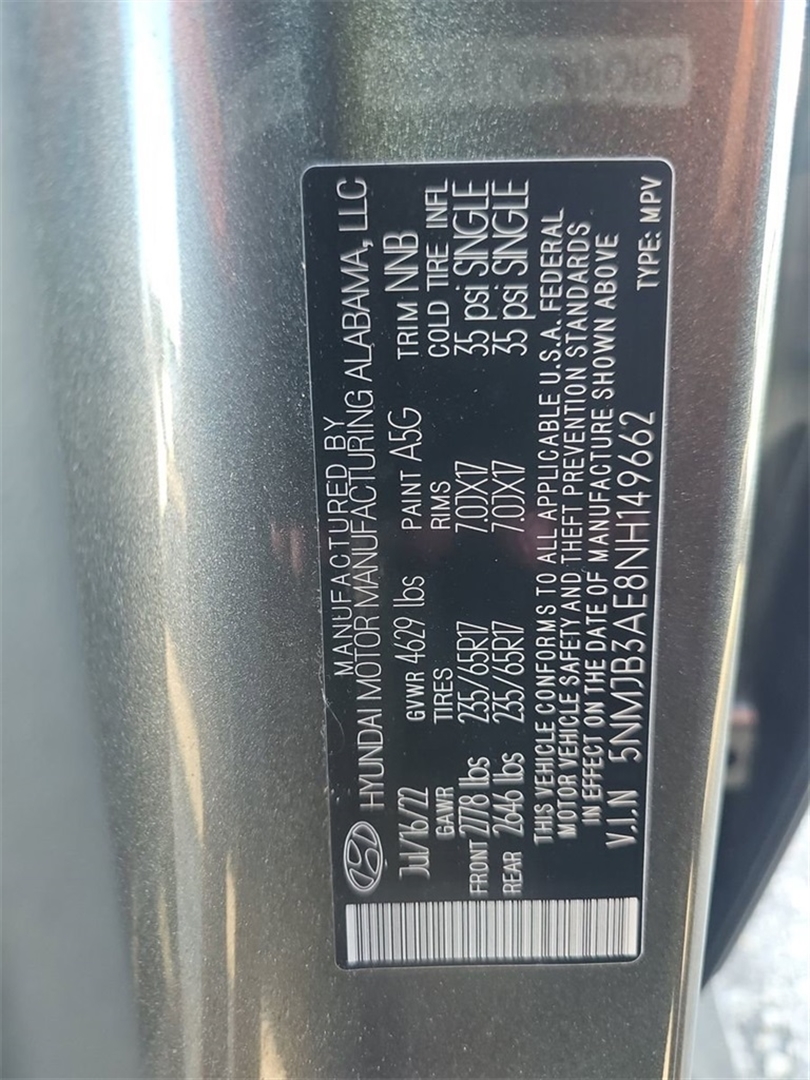 MANUFACTURED BY
HYUNDAI MOTOR MANUFACTURING ALABAMA, LLC
Jul/16/22 GVWR 4629 lbs PAINT A5G TRIM NNB
GAWR TIRES RIMS COLD TIRE INFL
FRONT 2778 lbs 235/65R17 7.0JX17 35 psi SINGLE
REAR 2646 lbs 235/65R17 7.0JX17 35 psi SINGLE
THIS VEHICLE CONFORMS TO ALL APPLICABLE U.S.A. FEDERAL
MOTOR VEHICLE SAFETY AND THEFT PREVENTION STANDARDS
IN EFFECT ON THE DATE OF MANUFACTURE SHOWN ABOVE
V.I.N 5NMJB3AE8NH149662
TYPE: MPV